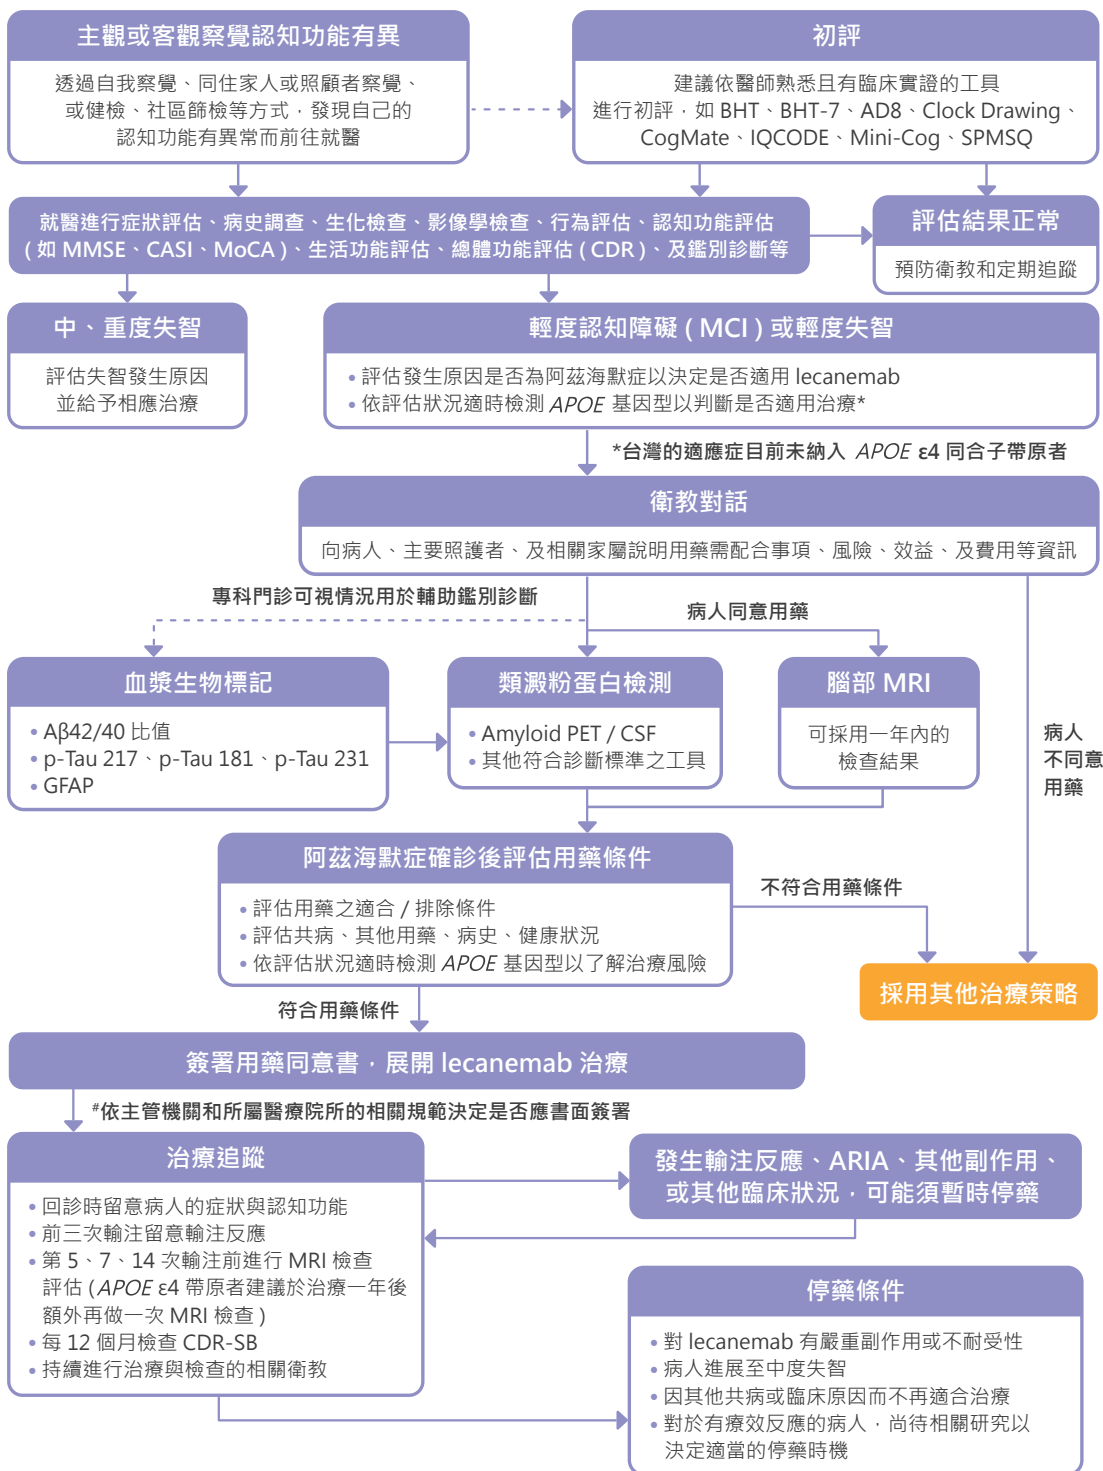 主觀或客觀察覺認知功能有異
透過自我察覺、同住家人或照顧者察覺、
或健檢、社區篩檢等方式，發現自己的
認知功能有異常而前往就醫
初評
建議依醫師熟悉且有臨床實證的工具
進行初評，如 BHT、BHT-7、AD8、Clock Drawing、
CogMate、IQCODE、Mini-Cog、SPMSQ
就醫進行症狀評估、病史調查、生化檢查、影像學檢查、行為評估、認知功能評估
( 如 MMSE、CASI、MoCA )、生活功能評估、總體功能評估 ( CDR )、及鑑別診斷等
評估結果正常
預防衛教和定期追蹤
中、重度失智
評估失智發生原因
並給予相應治療
輕度認知障礙 ( MCI ) 或輕度失智
• 評估發生原因是否為阿茲海默症以決定是否適用 lecanemab
• 依評估狀況適時檢測 APOE 基因型以判斷是否適用治療*
*台灣的適應症目前未納入 APOE ε4 同合子帶原者
衛教對話
向病人、主要照護者、及相關家屬說明用藥需配合事項、風險、效益、及費用等資訊
專科門診可視情況用於輔助鑑別診斷
病人同意用藥
血漿生物標記
• Aβ42/40 比值
• p-Tau 217、p-Tau 181、p-Tau 231
• GFAP
類澱粉蛋白檢測
• Amyloid PET / CSF
• 其他符合診斷標準之工具
腦部 MRI
可採用一年內的
檢查結果
病人
不同意
用藥
阿茲海默症確診後評估用藥條件
• 評估用藥之適合 / 排除條件
• 評估共病、其他用藥、病史、健康狀況
• 依評估狀況適時檢測 APOE 基因型以了解治療風險
不符合用藥條件
採用其他治療策略
符合用藥條件
簽署用藥同意書，展開 lecanemab 治療
#依主管機關和所屬醫療院所的相關規範決定是否應書面簽署
治療追蹤
• 回診時留意病人的症狀與認知功能
• 前三次輸注留意輸注反應
• 第 5、7、14 次輸注前進行 MRI 檢查
評估 ( APOE ε4 帶原者建議於治療一年後
額外再做一次 MRI 檢查 )
• 每 12 個月檢查 CDR-SB
• 持續進行治療與檢查的相關衛教
發生輸注反應、ARIA、其他副作用、
或其他臨床狀況，可能須暫時停藥
停藥條件
• 對 lecanemab 有嚴重副作用或不耐受性
• 病人進展至中度失智
• 因其他共病或臨床原因而不再適合治療
• 對於有療效反應的病人，尚待相關研究以
決定適當的停藥時機